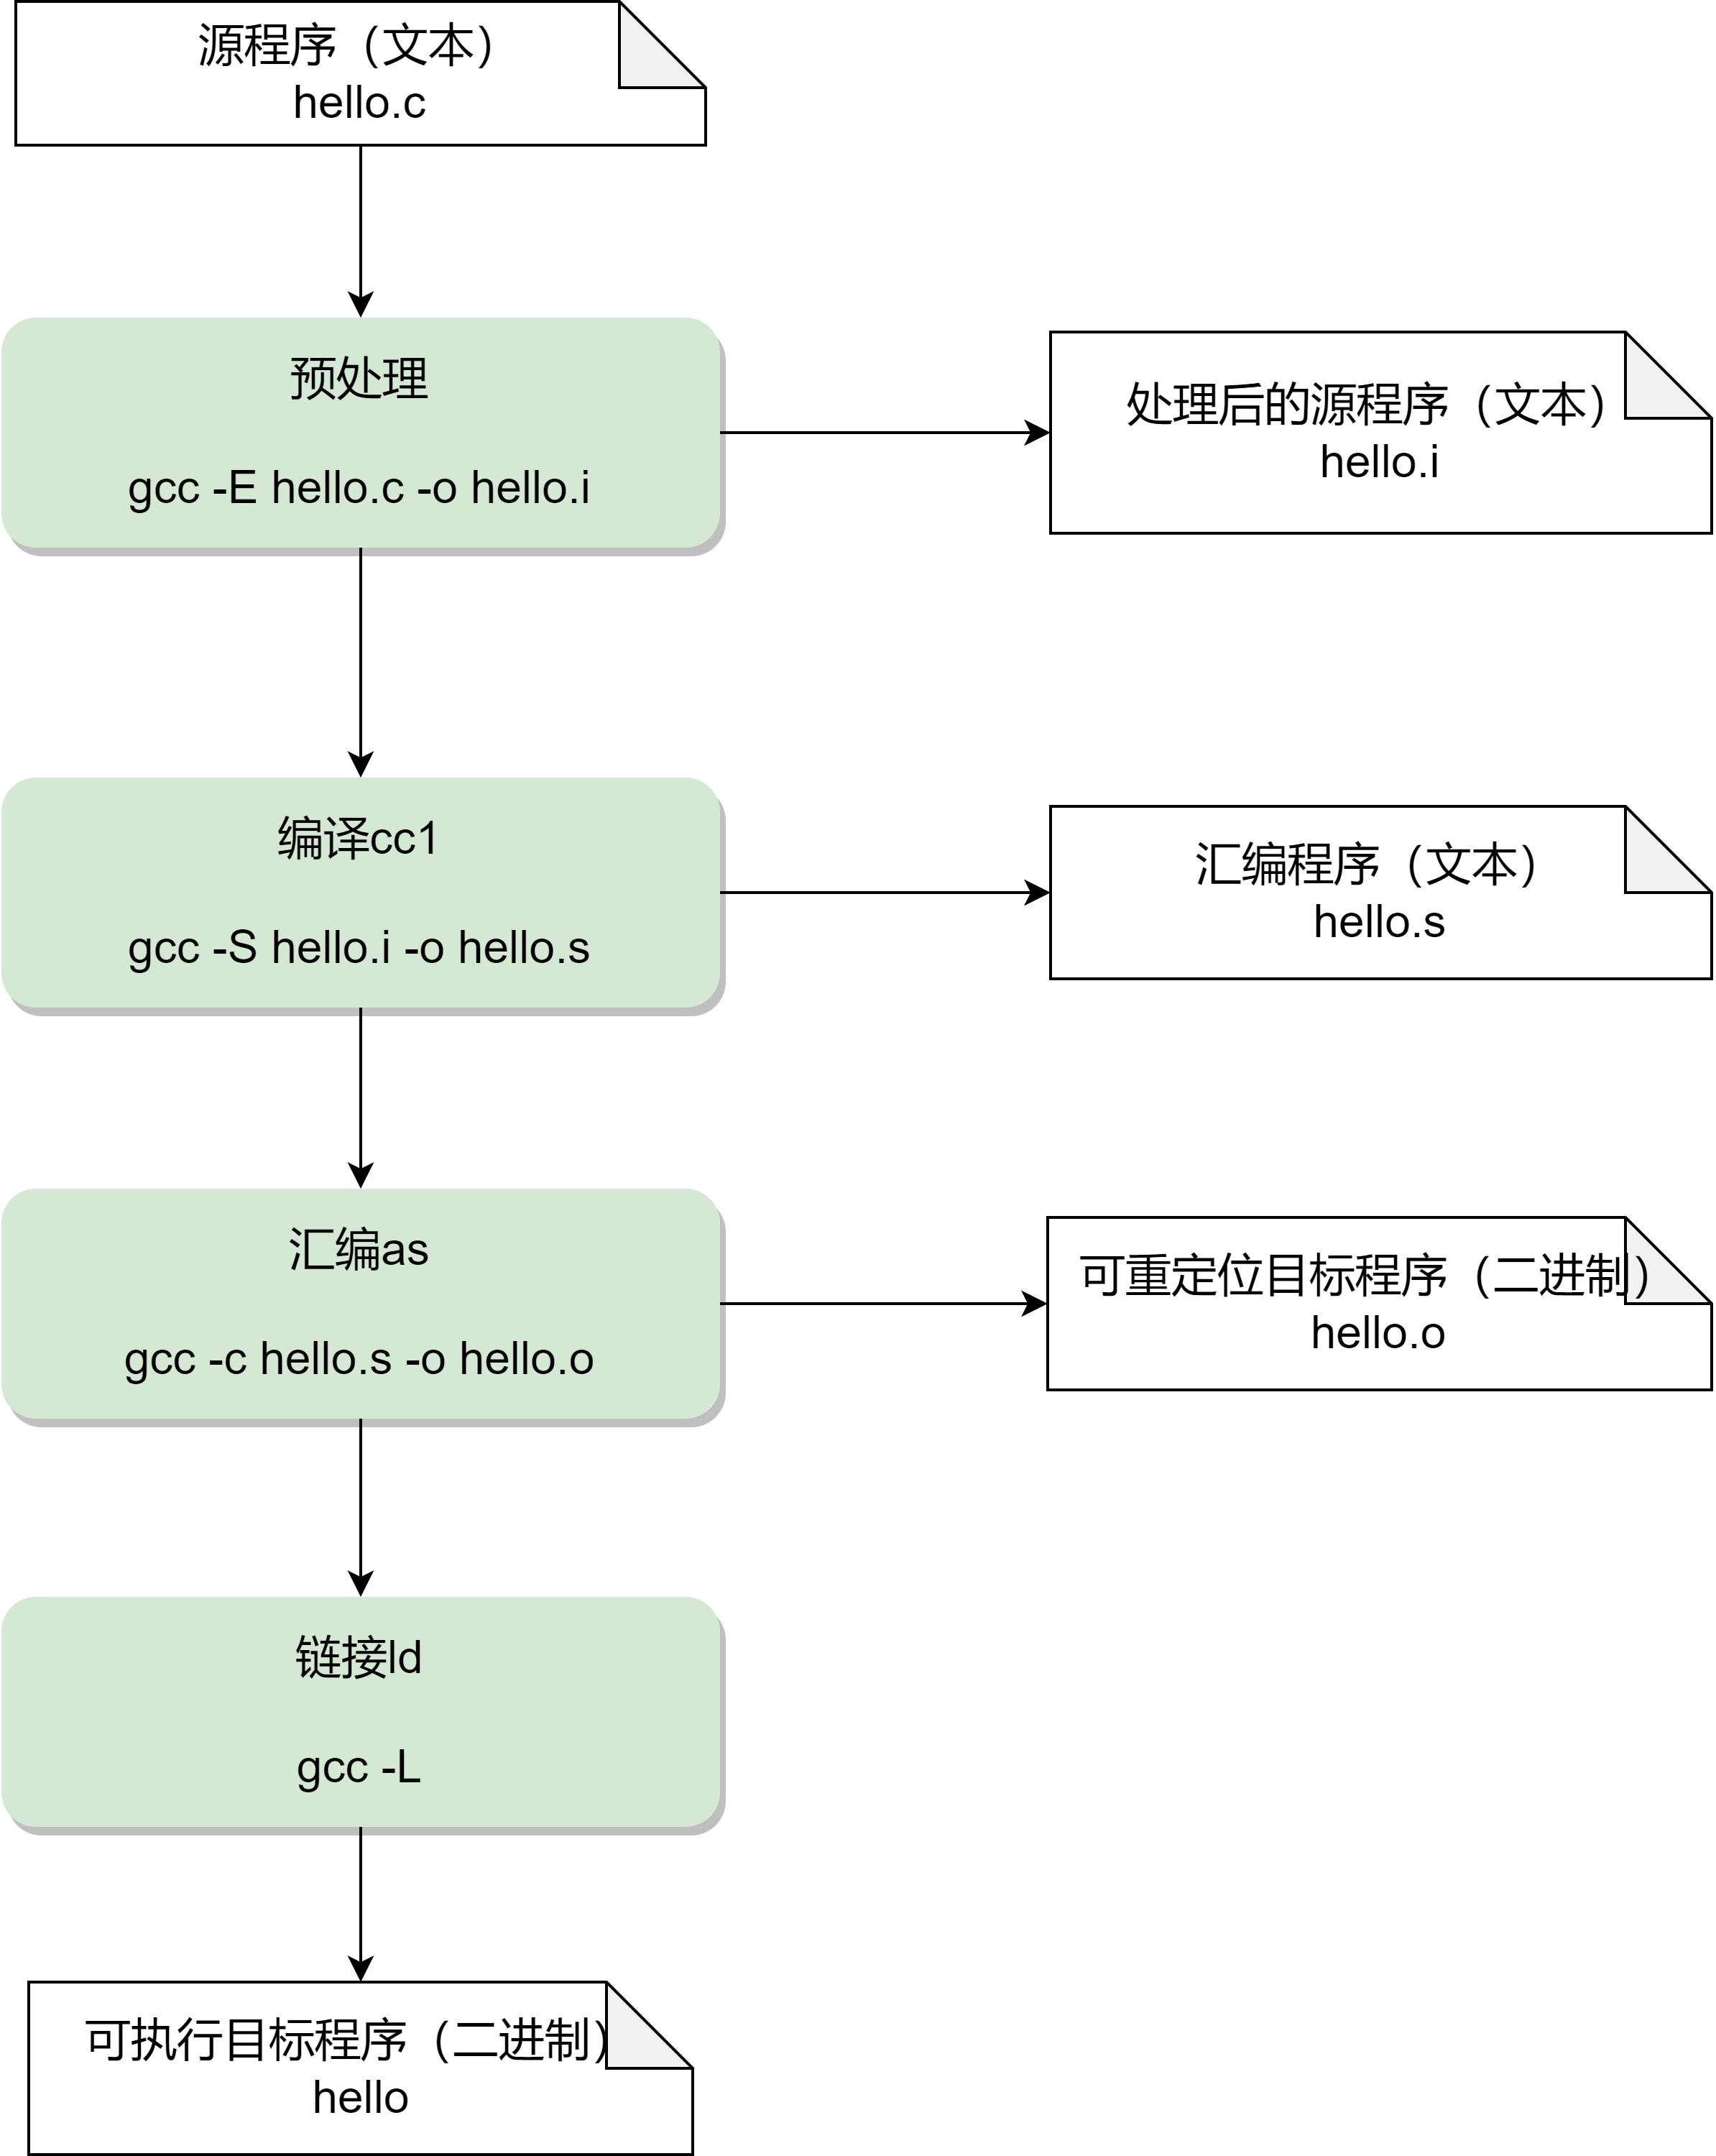 源程序（文本）
hello.c
预处理
gcc -E hello.c -o hello.i
处理后的源程序（文本）
hello.i
编译cc1
gcc -S hello.i -o hello.s
汇编程序（文本）
hello.s
汇编as
gcc -c hello.s -o hello.o
可重定位目标程序（二进制）
hello.o
链接ld
gcc -L
可执行目标程序（二进制）
hello